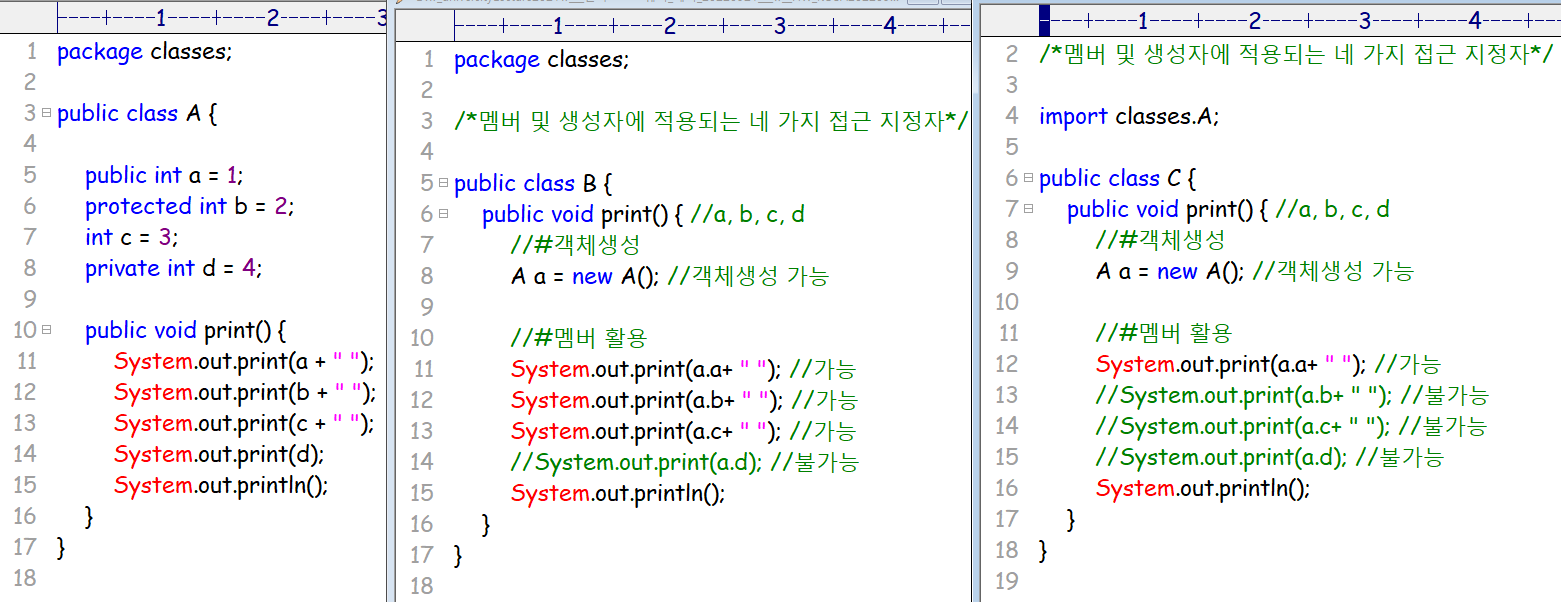 1 2 3
1 package classes;
2
3 public class A {
4
5 public int a = 1;
6 protected int b = 2;
7 int c = 3;
8 private int d = 4;
9
10 public void print() {
11 System.out.print(a + " ");
12 System.out.print(b + " ");
13 System.out.print(c + " ");
14 System.out.print(d);
15 System.out.println();
16 }
17 }
18
1 2 3 4
1 package classes;
2
3 /*멤버 및 생성자에 적용되는 네 가지 접근 지정자*/
4
5 public class B {
6 public void print() { //a, b, c, d
7 //#객체생성
8 A a = new A(); //객체생성 가능
9
10 //#멤버 활용
11 System.out.print(a.a+ " "); //가능
12 System.out.print(a.b+ " "); //가능
13 System.out.print(a.c+ " "); //가능
14 //System.out.print(a.d); //불가능
15 System.out.println();
16 }
17 }
18
1 2 3 4
2 /*멤버 및 생성자에 적용되는 네 가지 접근 지정자*/
3
4 import classes.A;
5
6 public class C {
7 public void print() { //a, b, c, d
8 //#객체생성
9 A a = new A(); //객체생성 가능
10
11 //#멤버 활용
12 System.out.print(a.a+ " "); //가능
13 //System.out.print(a.b+ " "); //불가능
14 //System.out.print(a.c+ " "); //불가능
15 //System.out.print(a.d); //불가능
16 System.out.println();
17 }
18 }
19